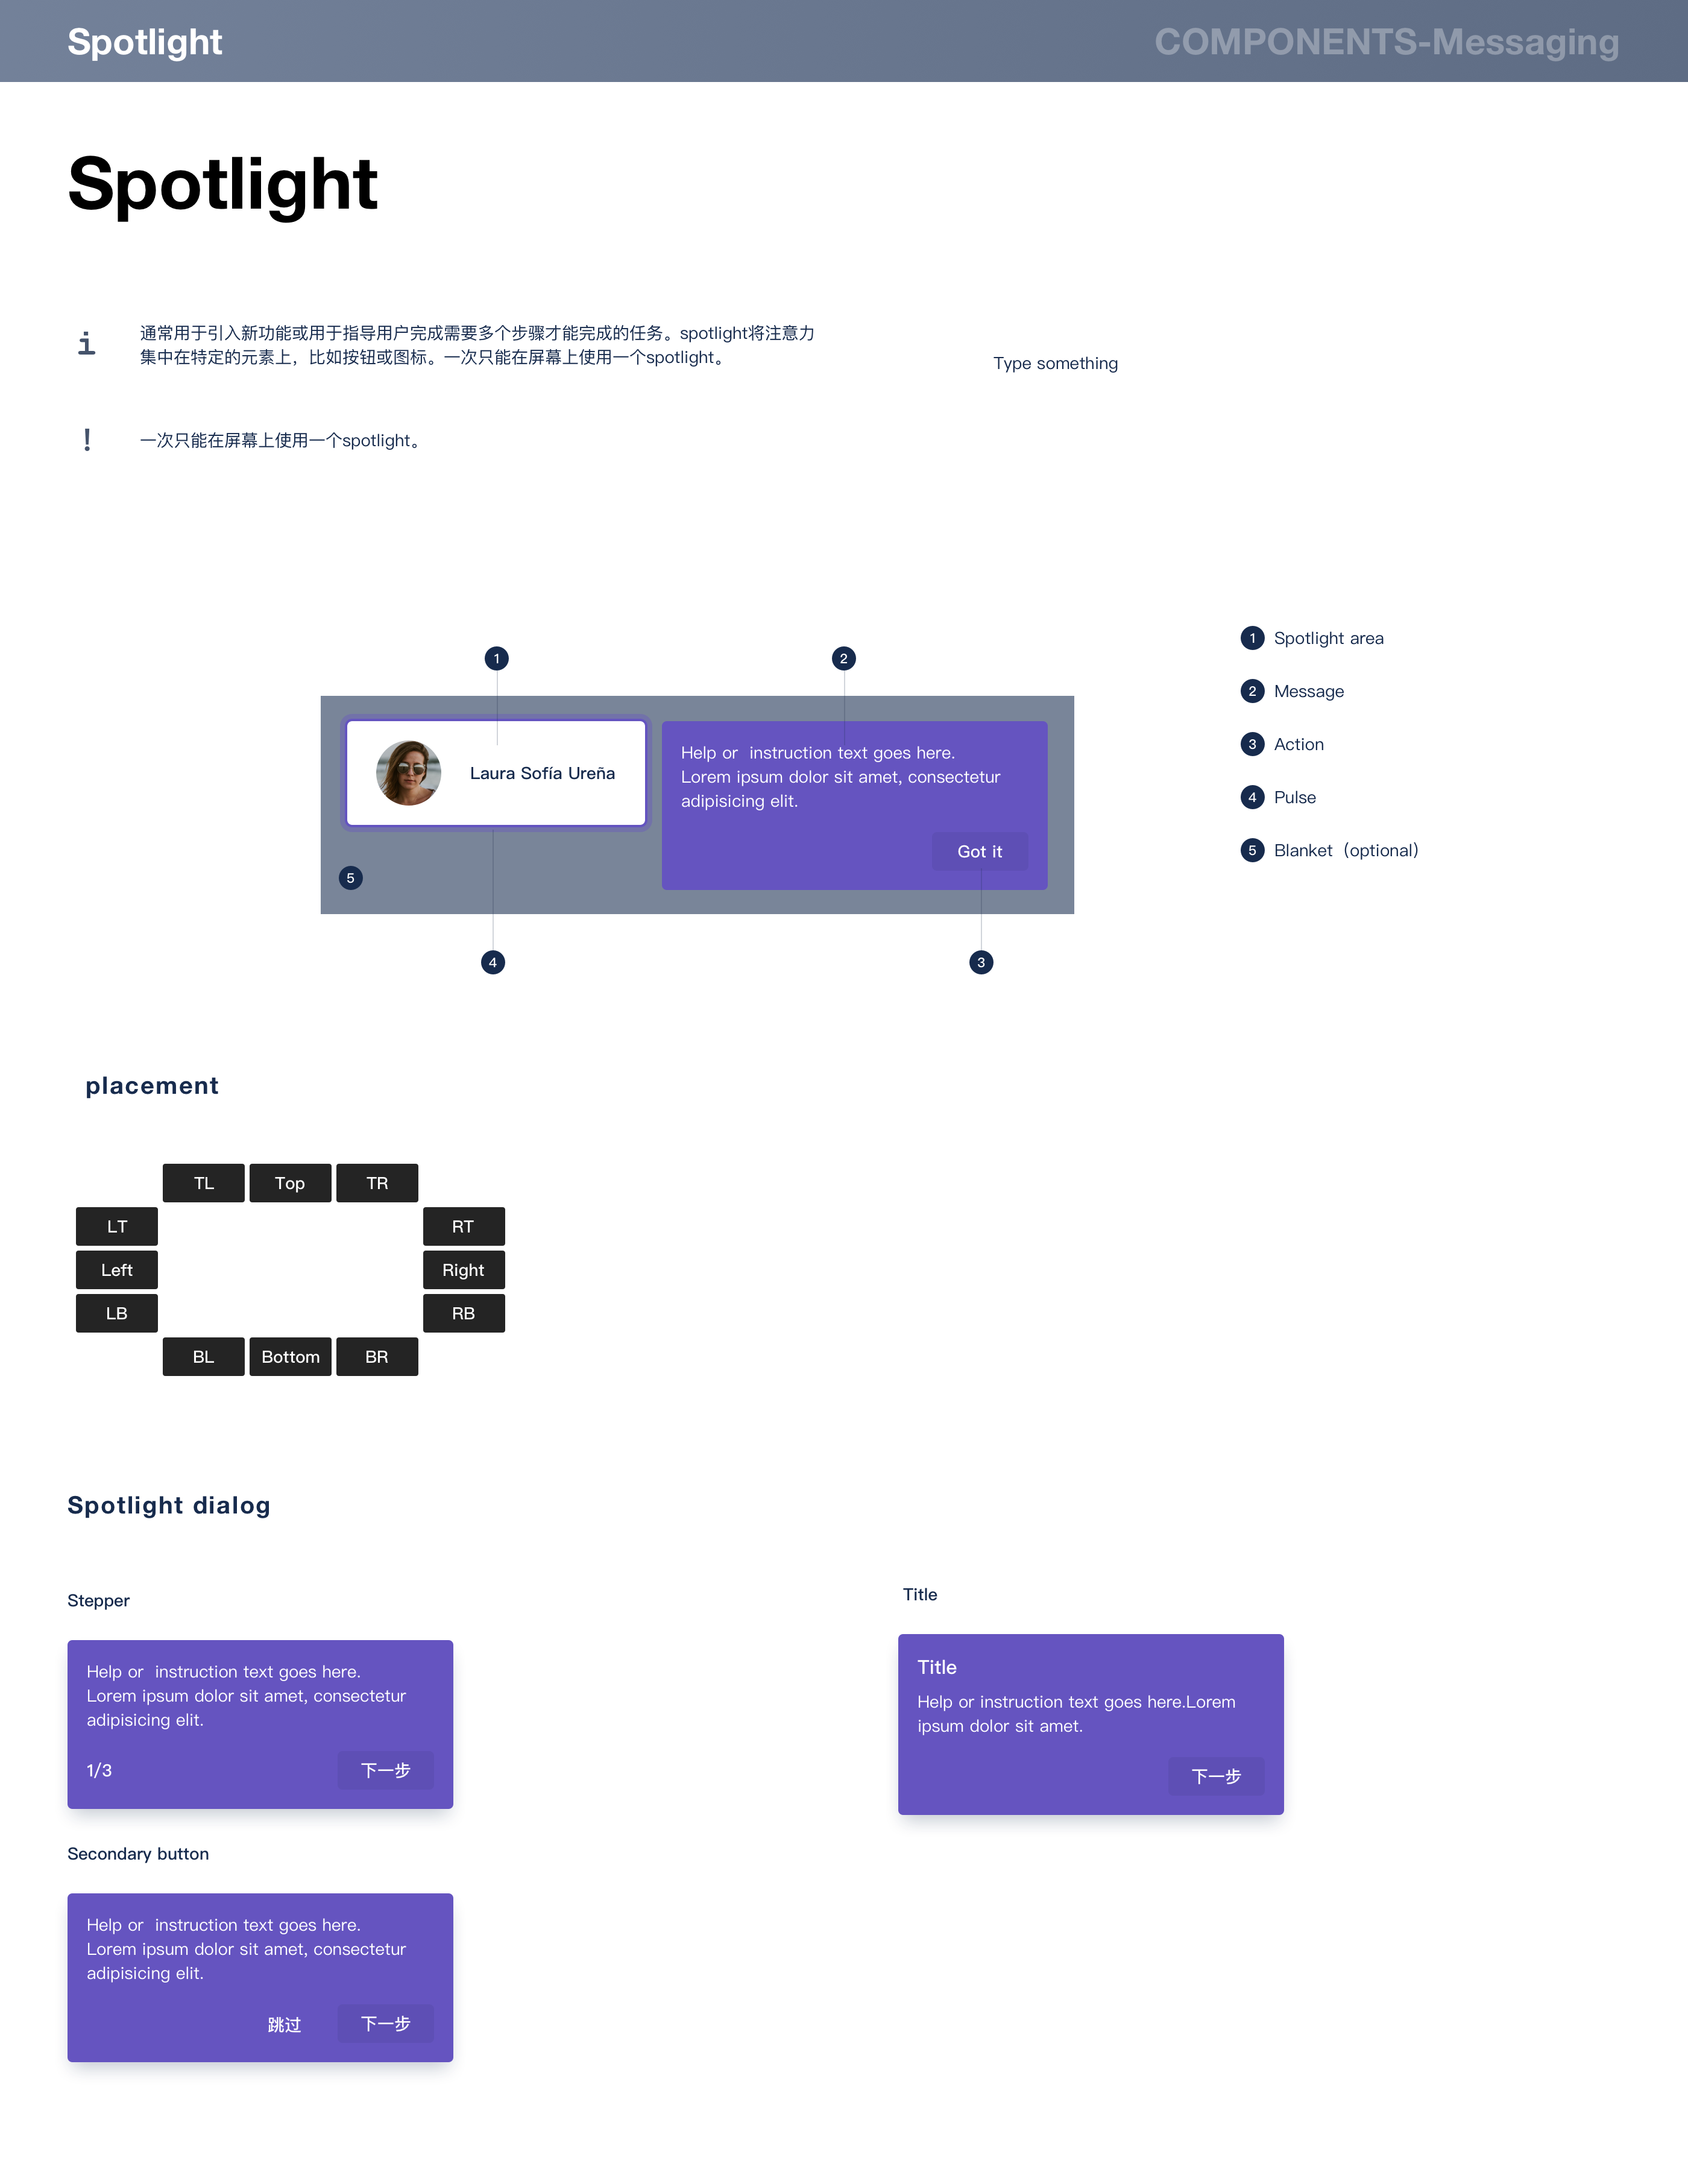 Spotlight
COMPONENTS-Messaging
Spotlight
i
通常用于引入新功能或用于指导用户完成需要多个步骤才能完成的任务。spotlight将注意力
集中在特定的元素上，比如按钮或图标。一次只能在屏幕上使用一个spotlight。
Type something
!
一次只能在屏幕上使用一个spotlight。
1
2
Laura Sofía Ureña
Help or  instruction text goes here.
Lorem ipsum dolor sit amet, consectetur
adipisicing elit.
Got it
5
4
3
1 Spotlight area
2 Message
3 Action
4 Pulse
5 Blanket（optional）
placement
TL Top TR
LT RT
Left Right
LB RB
BL Bottom BR
Spotlight dialog
Stepper
Help or  instruction text goes here.
Lorem ipsum dolor sit amet, consectetur
adipisicing elit.
1/3 下一步
Title
Title
Help or instruction text goes here.Lorem
ipsum dolor sit amet.
下一步
Secondary button
Help or  instruction text goes here.
Lorem ipsum dolor sit amet, consectetur
adipisicing elit.
跳过 下一步